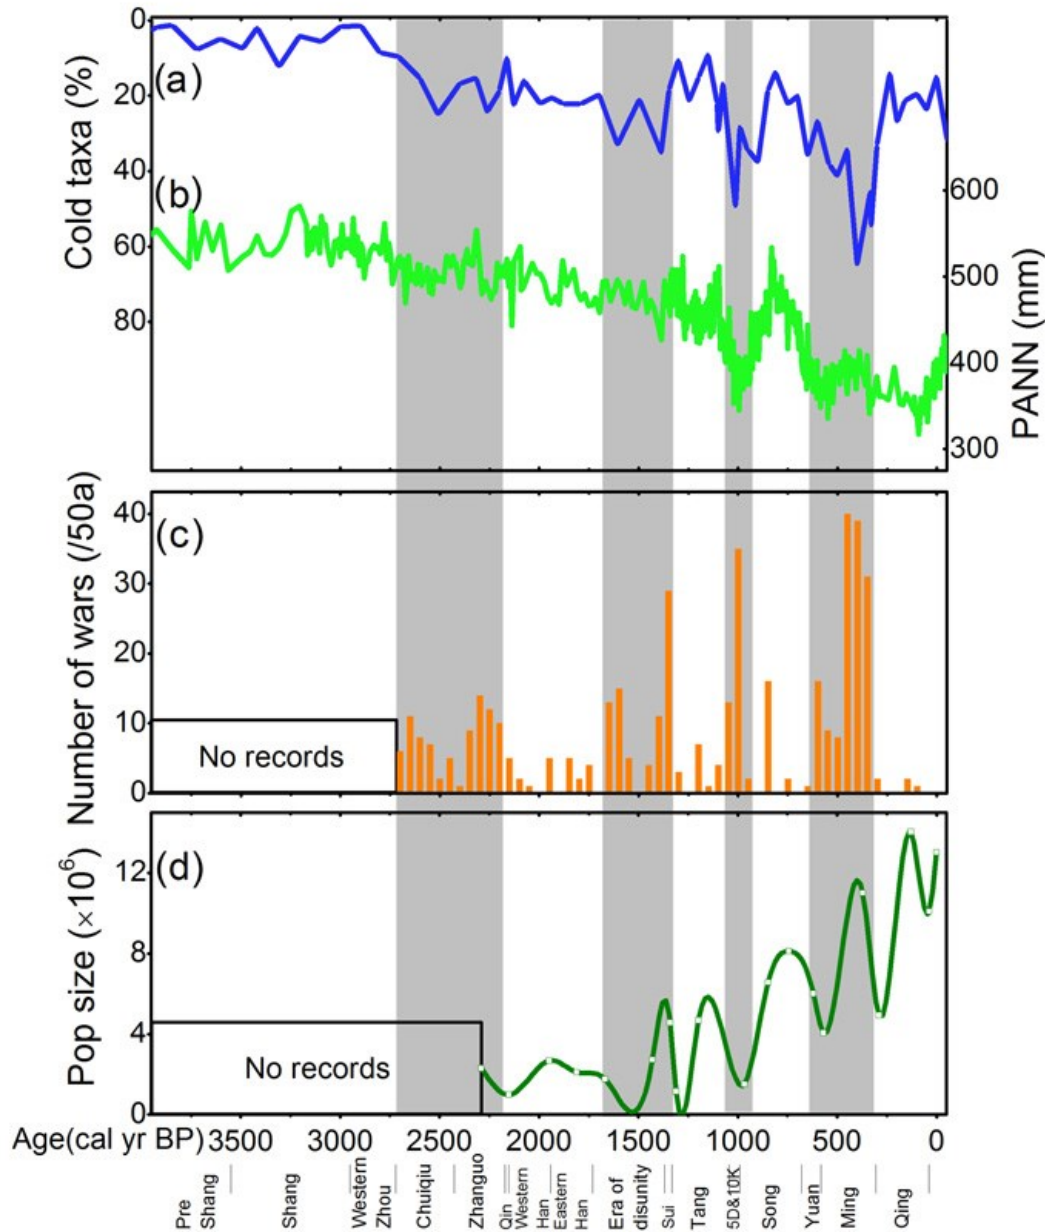 0
20
40
60
80
Cold taxa (%)
(a)
(b)
600
500
400
300
PANN (mm)
40
30
20
10
0
Number of wars (/50a)
(c)
No records
12
8
4
0
Pop size (×10⁶)
(d)
No records
Age(cal yr BP) 3500 3000 2500 2000 1500 1000 500 0
Pre
Shang
Shang
Western
Zhou
Chuiqiu
Zhanguo
Qin
Western
Han
Eastern
Han
Era of
disunity
Sui
Tang
5D&10K
Song
Yuan
Ming
Qing